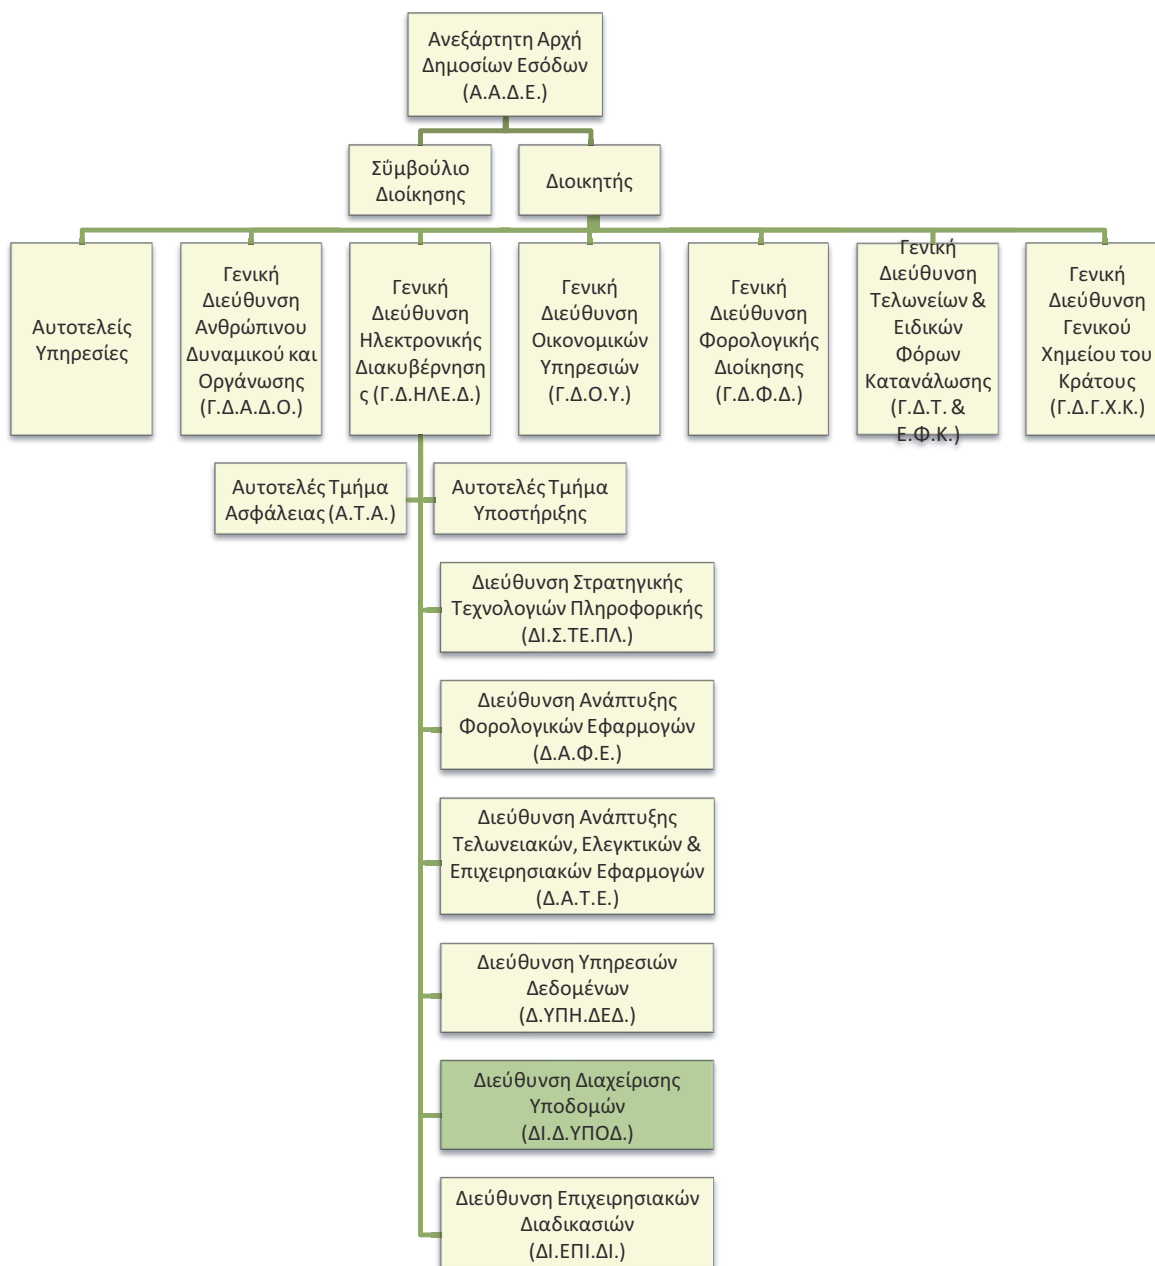 Ανεξάρτητη Αρχή
Δημοσίων Εσόδων
(Α.Α.Δ.Ε.)
Σΰμβούλιο
Διοίκησης
Διοικητής
Αυτοτελείς
Υπηρεσίες
Γενική
Διεύθυνση
Ανθρώπινου
Δυναμικού και
Οργάνωσης
(Γ.Δ.Α.Δ.Ο.)
Γενική
Διεύθυνση
Ηλεκτρονικής
Διακυβέρνηση
ς (Γ.Δ.ΗΛΕ.Δ.)
Γενική
Διεύθυνση
Οικονομικών
Υπηρεσιών
(Γ.Δ.Ο.Υ.)
Γενική
Διεύθυνση
Φορολογικής
Διοίκησης
(Γ.Δ.Φ.Δ.)
Γενική
Διεύθυνση
Τελωνείων &
Ειδικών
Φόρων
Κατανάλωσης
(Γ.Δ.Τ. &
Ε.Φ.Κ.)
Γενική
Διεύθυνση
Γενικού
Χημείου του
Κράτους
(Γ.Δ.Γ.Χ.Κ.)
Αυτοτελές Τμήμα
Ασφάλειας (Α.Τ.Α.)
Αυτοτελές Τμήμα
Υποστήριξης
Διεύθυνση Στρατηγικής
Τεχνολογιών Πληροφορικής
(ΔΙ.Σ.ΤΕ.ΠΛ.)
Διεύθυνση Ανάπτυξης
Φορολογικών Εφαρμογών
(Δ.Α.Φ.Ε.)
Διεύθυνση Ανάπτυξης
Τελωνειακών, Ελεγκτικών &
Επιχειρησιακών Εφαρμογών
(Δ.Α.Τ.Ε.)
Διεύθυνση Υπηρεσιών
Δεδομένων
(Δ.ΥΠΗ.ΔΕΔ.)
Διεύθυνση Διαχείρισης
Υποδομών
(ΔΙ.Δ.ΥΠΟΔ.)
Διεύθυνση Επιχειρησιακών
Διαδικασιών
(ΔΙ.ΕΠΙ.ΔΙ.)